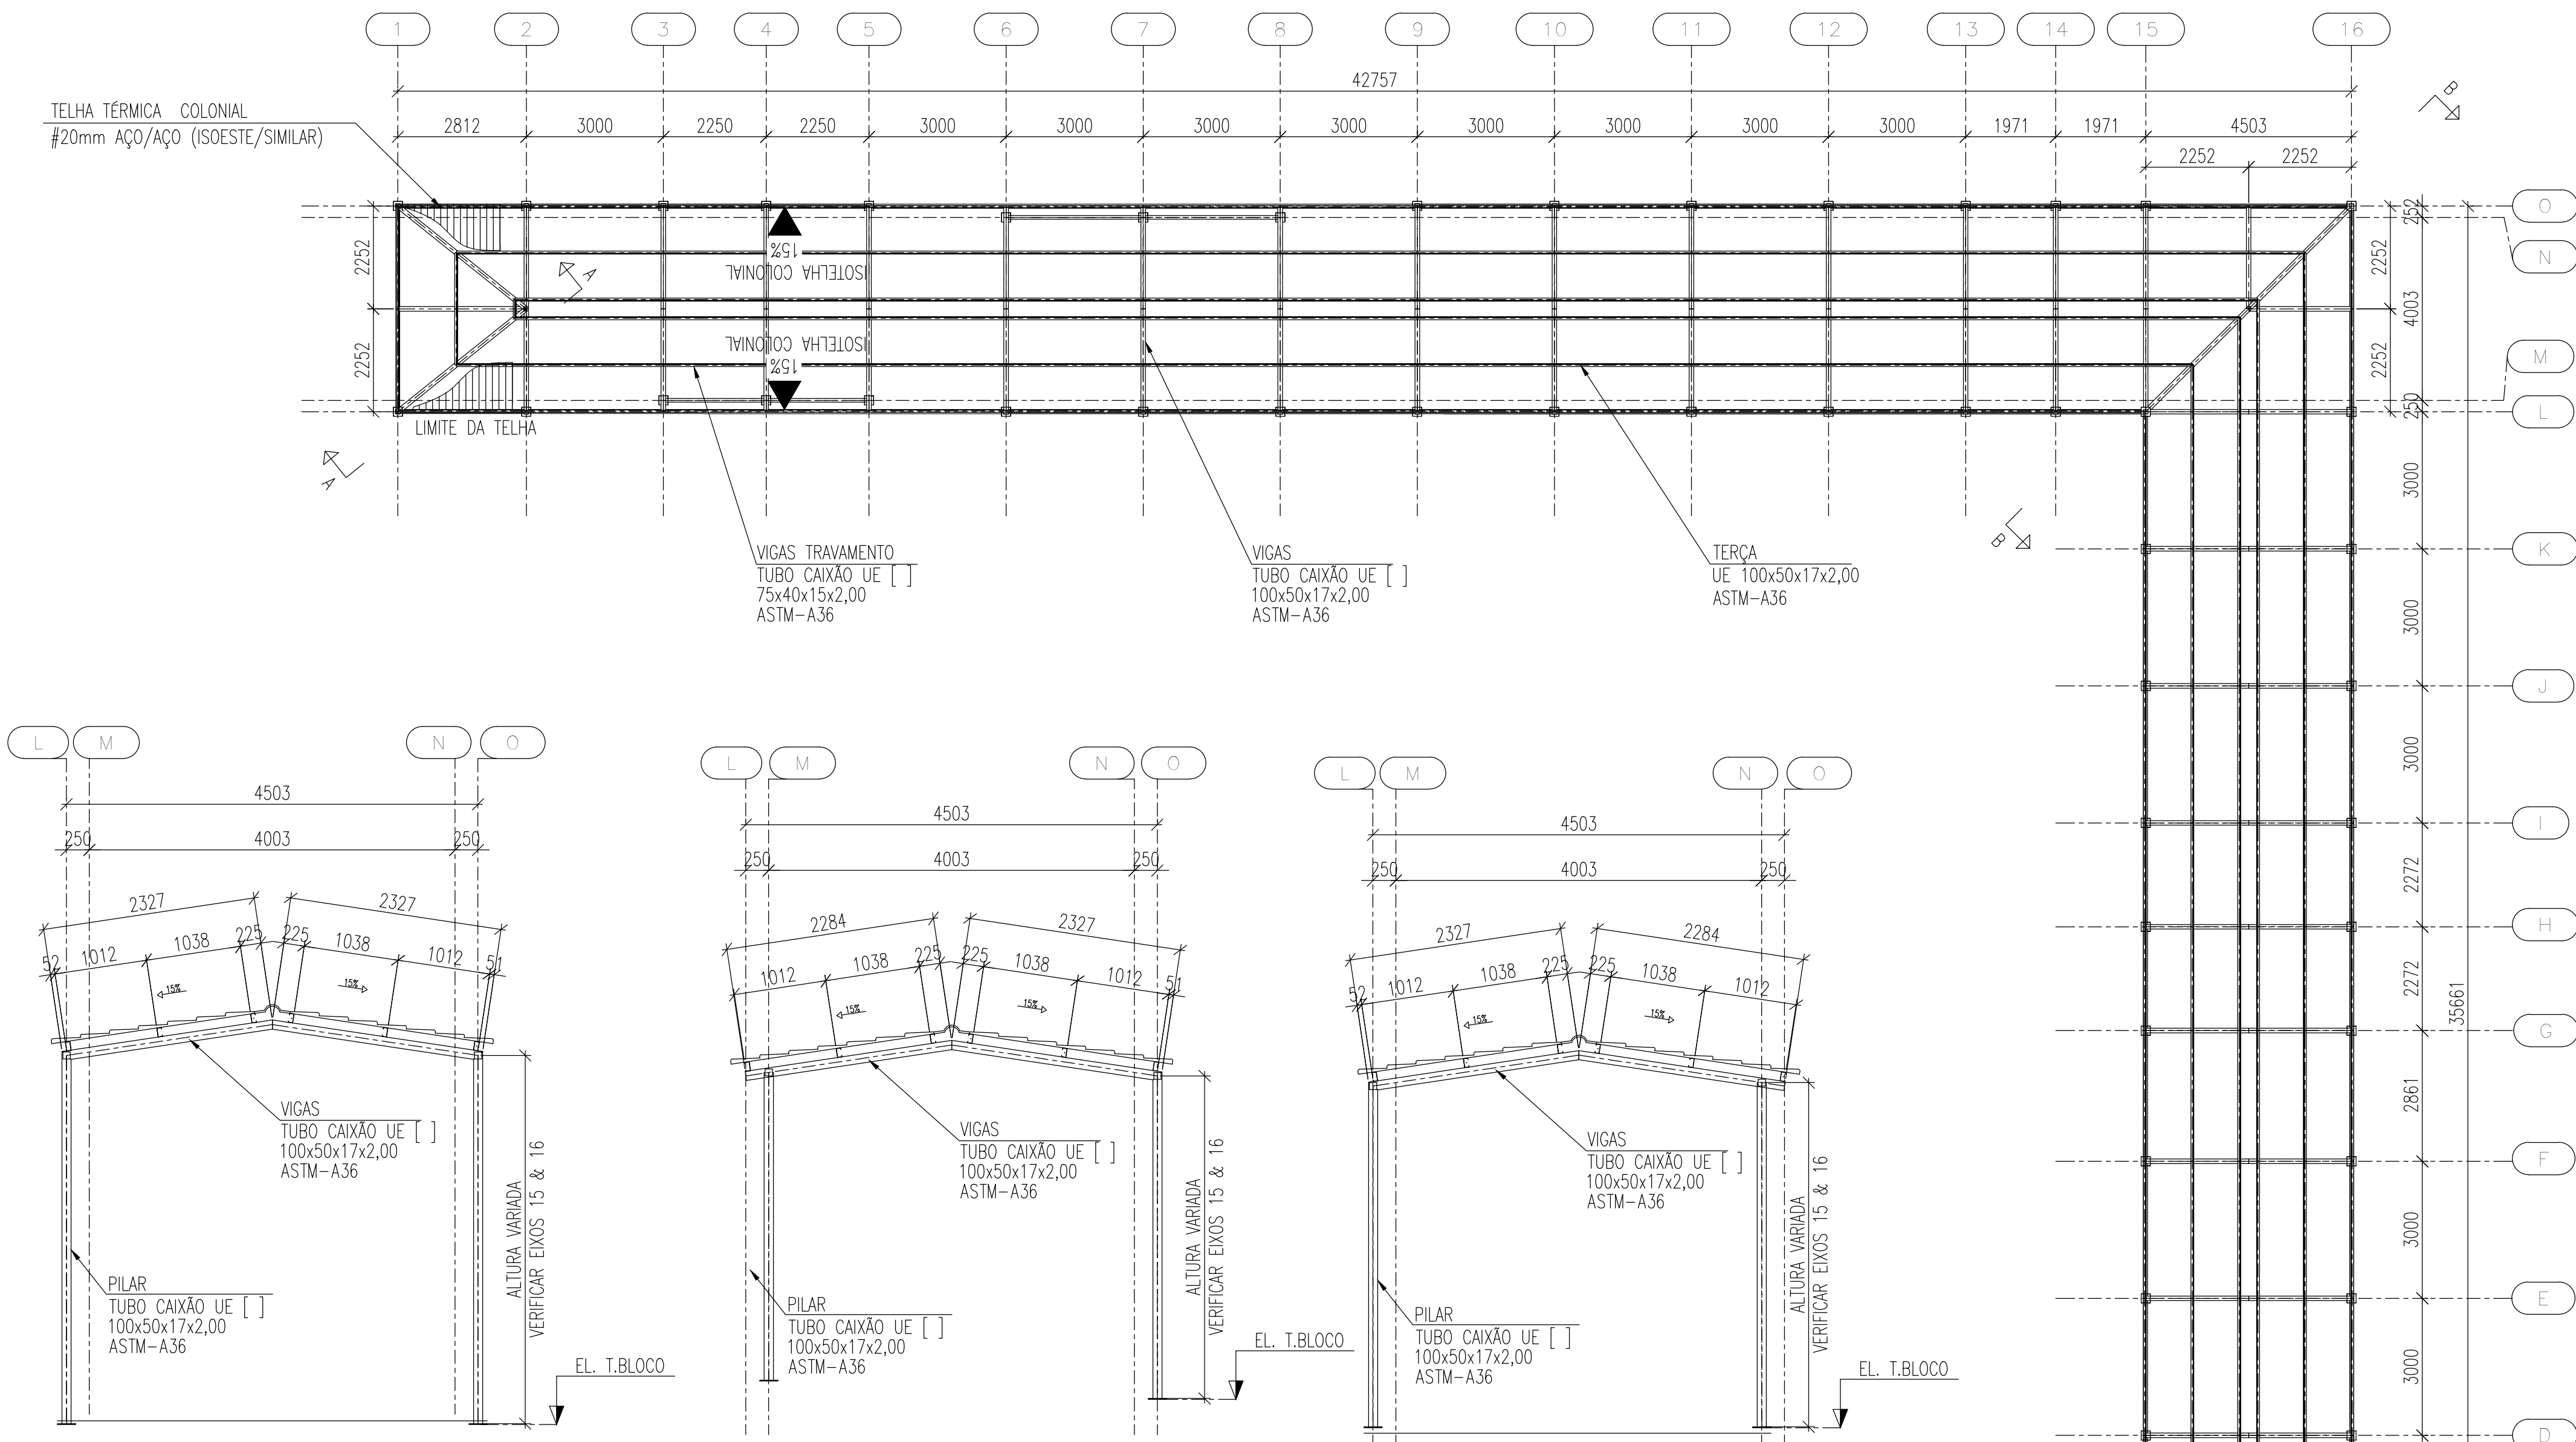 1 2 3 4 5 6 7 8 9 10 11 12 13 14 15 16
42757
2812 3000 2250 2250 3000 3000 3000 3000 3000 3000 3000 3000 1971 1971 4503
2252 2252
TELHA TÉRMICA COLONIAL
#20mm AÇO/AÇO (ISOESTE/SIMILAR)
B
B
A
A
2252
2252
15%
ISOTELHA COLONIAL
ISOTELHA COLONIAL
15%
LIMITE DA TELHA
2252
2252
252
4003
250
3000
3000
3000
2272
2272
2861
3000
3000
35661
O
N
M
L
K
J
I
H
G
F
E
D
VIGAS TRAVAMENTO
TUBO CAIXÃO UE [ ]
75x40x15x2,00
ASTM-A36
VIGAS
TUBO CAIXÃO UE [ ]
100x50x17x2,00
ASTM-A36
TERÇA
UE 100x50x17x2,00
ASTM-A36
L M N O
4503
250 4003 250
2327 2327
52 1012 1038 225 225 1038 1012 51
15% 15%
VIGAS
TUBO CAIXÃO UE [ ]
100x50x17x2,00
ASTM-A36
PILAR
TUBO CAIXÃO UE [ ]
100x50x17x2,00
ASTM-A36
ALTURA VARIADA
VERIFICAR EIXOS 15 & 16
EL. T.BLOCO
L M N O
4503
250 4003 250
2284 2327
1012 1038 225 225 1038 1012 51
15% 15%
VIGAS
TUBO CAIXÃO UE [ ]
100x50x17x2,00
ASTM-A36
PILAR
TUBO CAIXÃO UE [ ]
100x50x17x2,00
ASTM-A36
ALTURA VARIADA
VERIFICAR EIXOS 15 & 16
EL. T.BLOCO
L M N O
4503
250 4003 250
2327 2284
52 1012 1038 225 225 1038 1012
15% 15%
VIGAS
TUBO CAIXÃO UE [ ]
100x50x17x2,00
ASTM-A36
PILAR
TUBO CAIXÃO UE [ ]
100x50x17x2,00
ASTM-A36
ALTURA VARIADA
VERIFICAR EIXOS 15 & 16
EL. T.BLOCO